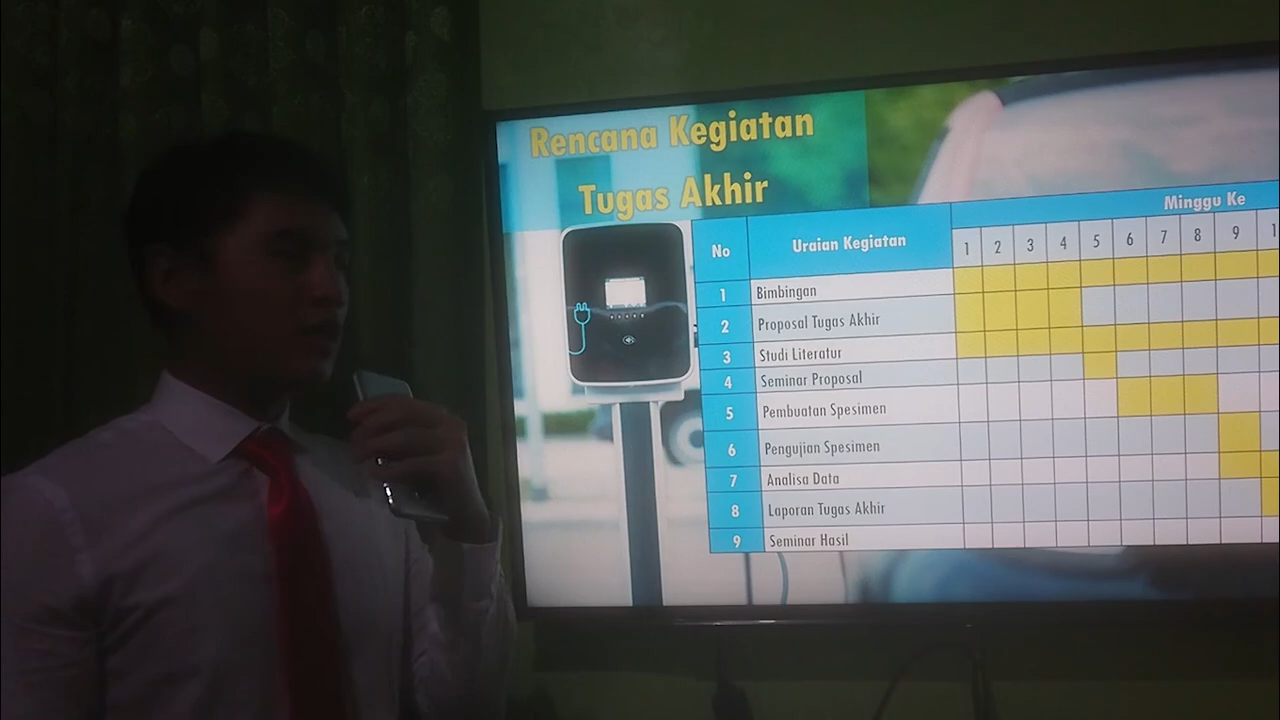 Rencana Kegiatan
Tugas Akhir
No Uraian Kegiatan Minggu Ke
1 2 3 4 5 6 7 8 9 1
1 Bimbingan
2 Proposal Tugas Akhir
3 Studi Literatur
4 Seminar Proposal
5 Pembuatan Spesimen
6 Pengujian Spesimen
7 Analisa Data
8 Laporan Tugas Akhir
9 Seminar Hasil